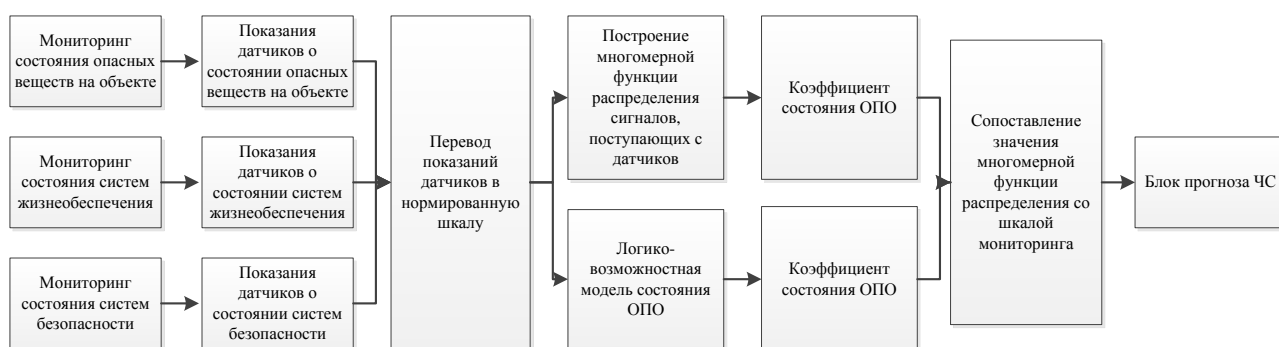 Мониторинг
состояния опасных
веществ на объекте
Показания
датчиков о
состоянии опасных
веществ на объекте
Мониторинг
состояния систем
жизнеобеспечения
Показания
датчиков о
состоянии систем
жизнеобеспечения
Мониторинг
состояния систем
безопасности
Показания
датчиков о
состоянии систем
безопасности
Перевод
показаний
датчиков в
нормированную
шкалу
Построение
многомерной
функции
распределения
сигналов,
поступающих с
датчиков
Коэффициент
состояния ОПО
Логико-
возможностная
модель состояния
ОПО
Коэффициент
состояния ОПО
Сопоставление
значения
многомерной
функции
распределения со
шкалой
мониторинга
Блок прогноза ЧС